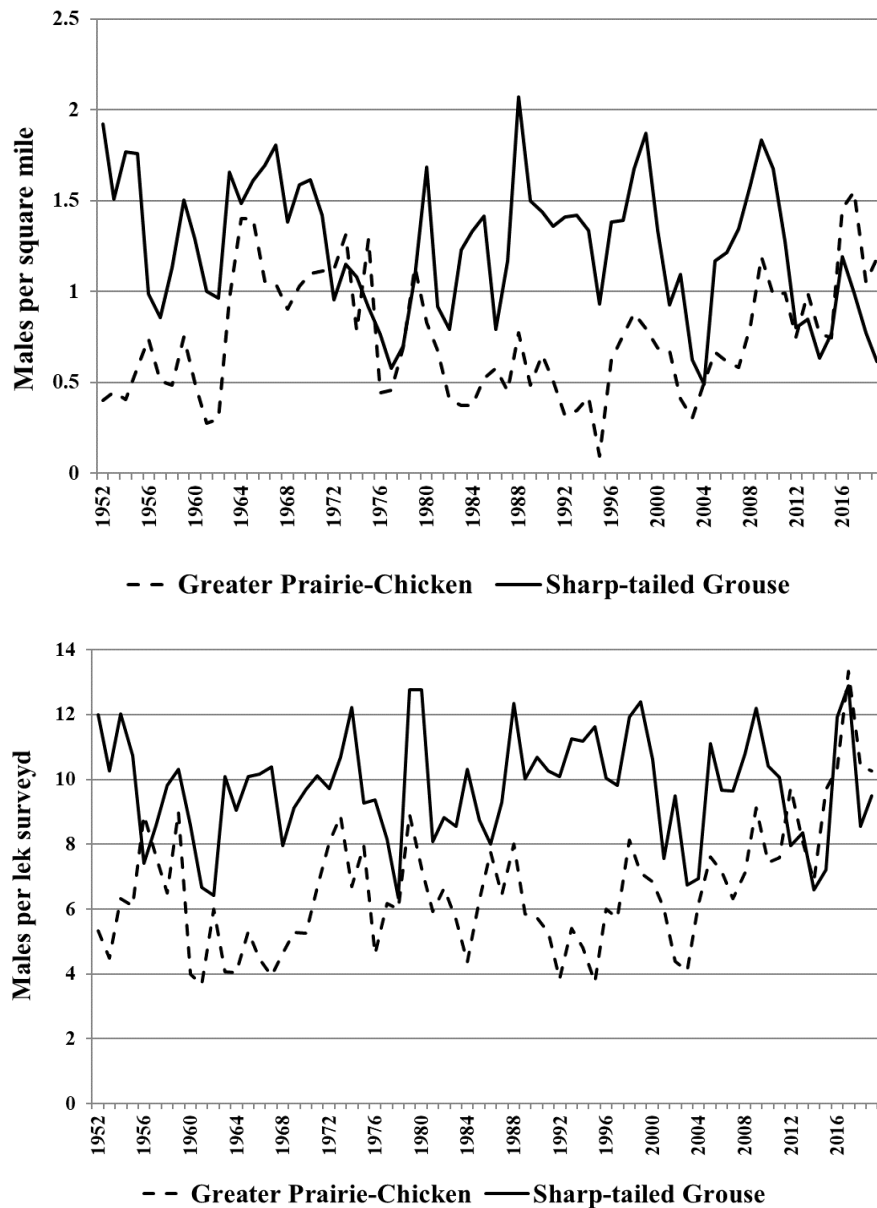 Males per square mile
2.5
2
1.5
1
0.5
0
1952 1956 1960 1964 1968 1972 1976 1980 1984 1988 1992 1996 2000 2004 2008 2012 2016
Greater Prairie-Chicken Sharp-tailed Grouse
Males per lek surveyd
14
12
10
8
6
4
2
0
1952 1956 1960 1964 1968 1972 1976 1980 1984 1988 1992 1996 2000 2004 2008 2012 2016
Greater Prairie-Chicken Sharp-tailed Grouse